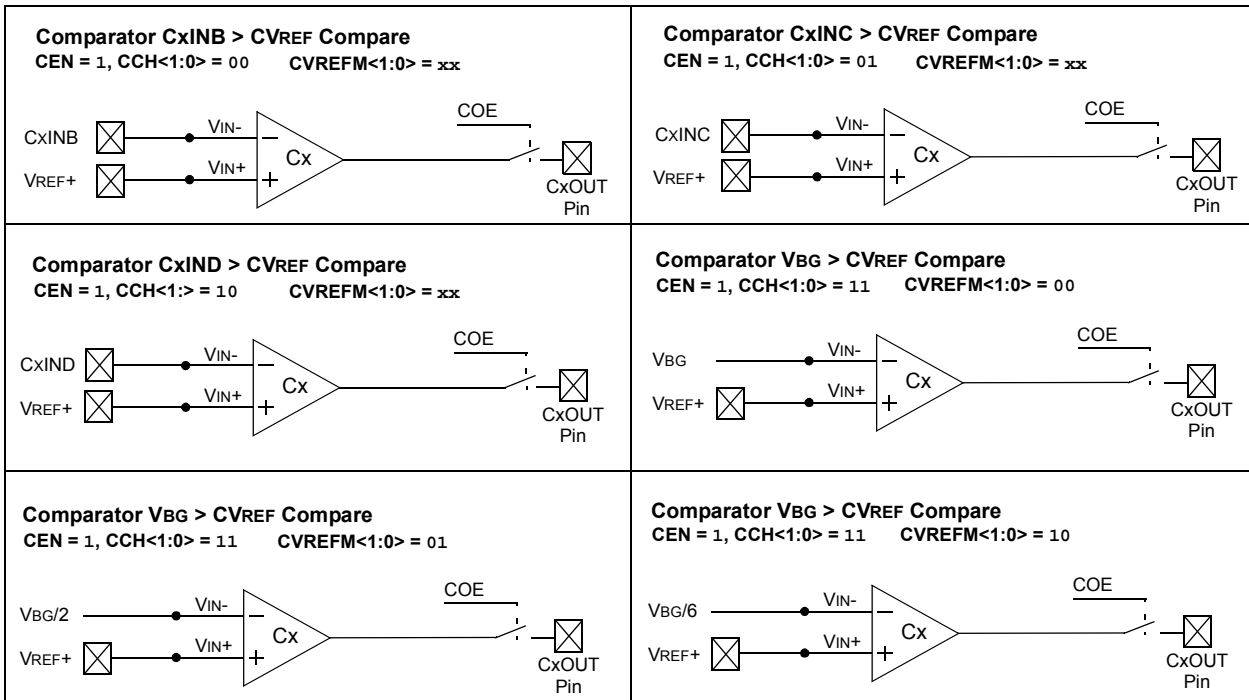 Comparator CxINB > CVREF Compare
CEN = 1, CCH<1:0> = 00 CVREFM<1:0> = xx
COE
CxINB
VIN-
–
Cx
VREF+
VIN+
+
CxOUT
Pin
Comparator CxINC > CVREF Compare
CEN = 1, CCH<1:0> = 01 CVREFM<1:0> = xx
COE
CxINC
VIN-
–
Cx
VREF+
VIN+
+
CxOUT
Pin
Comparator CxIND > CVREF Compare
CEN = 1, CCH<1:> = 10 CVREFM<1:0> = xx
COE
CxIND
VIN-
–
Cx
VREF+
VIN+
+
CxOUT
Pin
Comparator VBG > CVREF Compare
CEN = 1, CCH<1:0> = 11 CVREFM<1:0> = 00
COE
VBG
VIN-
–
Cx
VREF+
VIN+
+
CxOUT
Pin
Comparator VBG > CVREF Compare
CEN = 1, CCH<1:0> = 11 CVREFM<1:0> = 01
COE
VBG/2
VIN-
–
Cx
VREF+
VIN+
+
CxOUT
Pin
Comparator VBG > CVREF Compare
CEN = 1, CCH<1:0> = 11 CVREFM<1:0> = 10
COE
VBG/6
VIN-
–
Cx
VREF+
VIN+
+
CxOUT
Pin